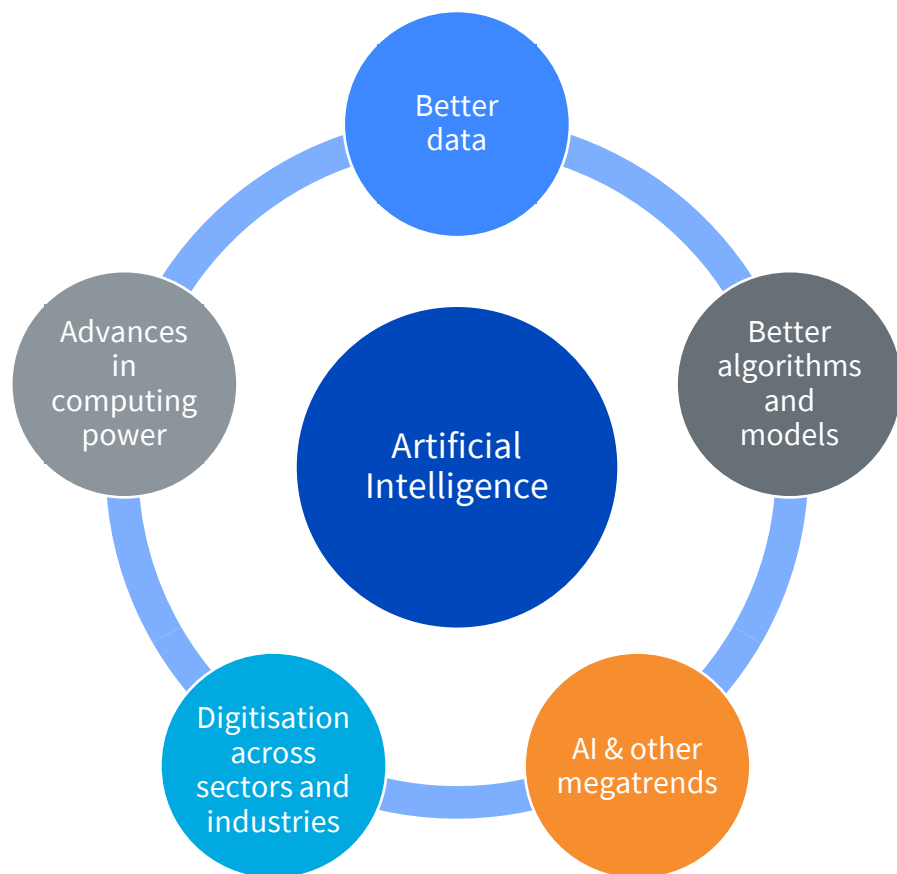 Better
data
Better
algorithms
and
models
AI & other
megatrends
Digitisation
across
sectors and
industries
Advances
in
computing
power
Artificial
Intelligence